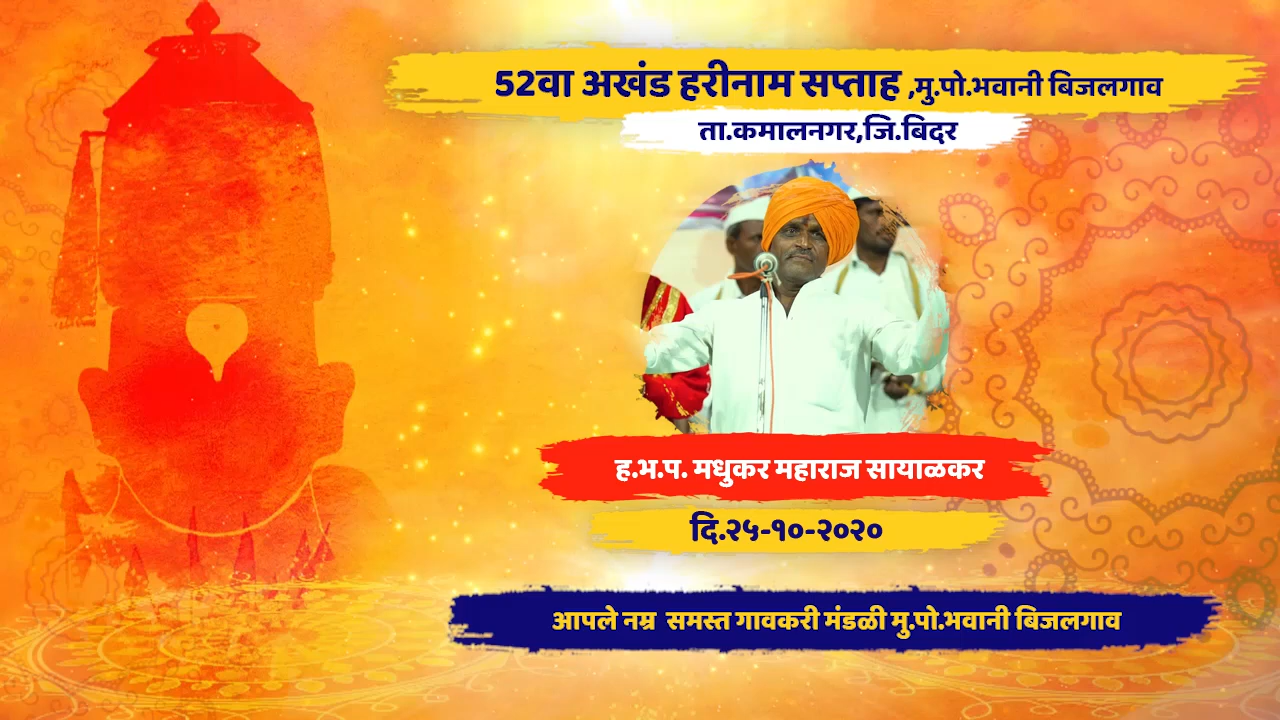 52वा अखंड हरीनाम सप्ताह ,मु.पो.भवानी बिजलगाव
ता.कमालनगर,जि.बिदर
ह.भ.प. मधुकर महाराज सायाळकर
दि.२५-१०-२०२०
आपले नम्र समस्त गावकरी मंडळी मु.पो.भवानी बिजलगाव